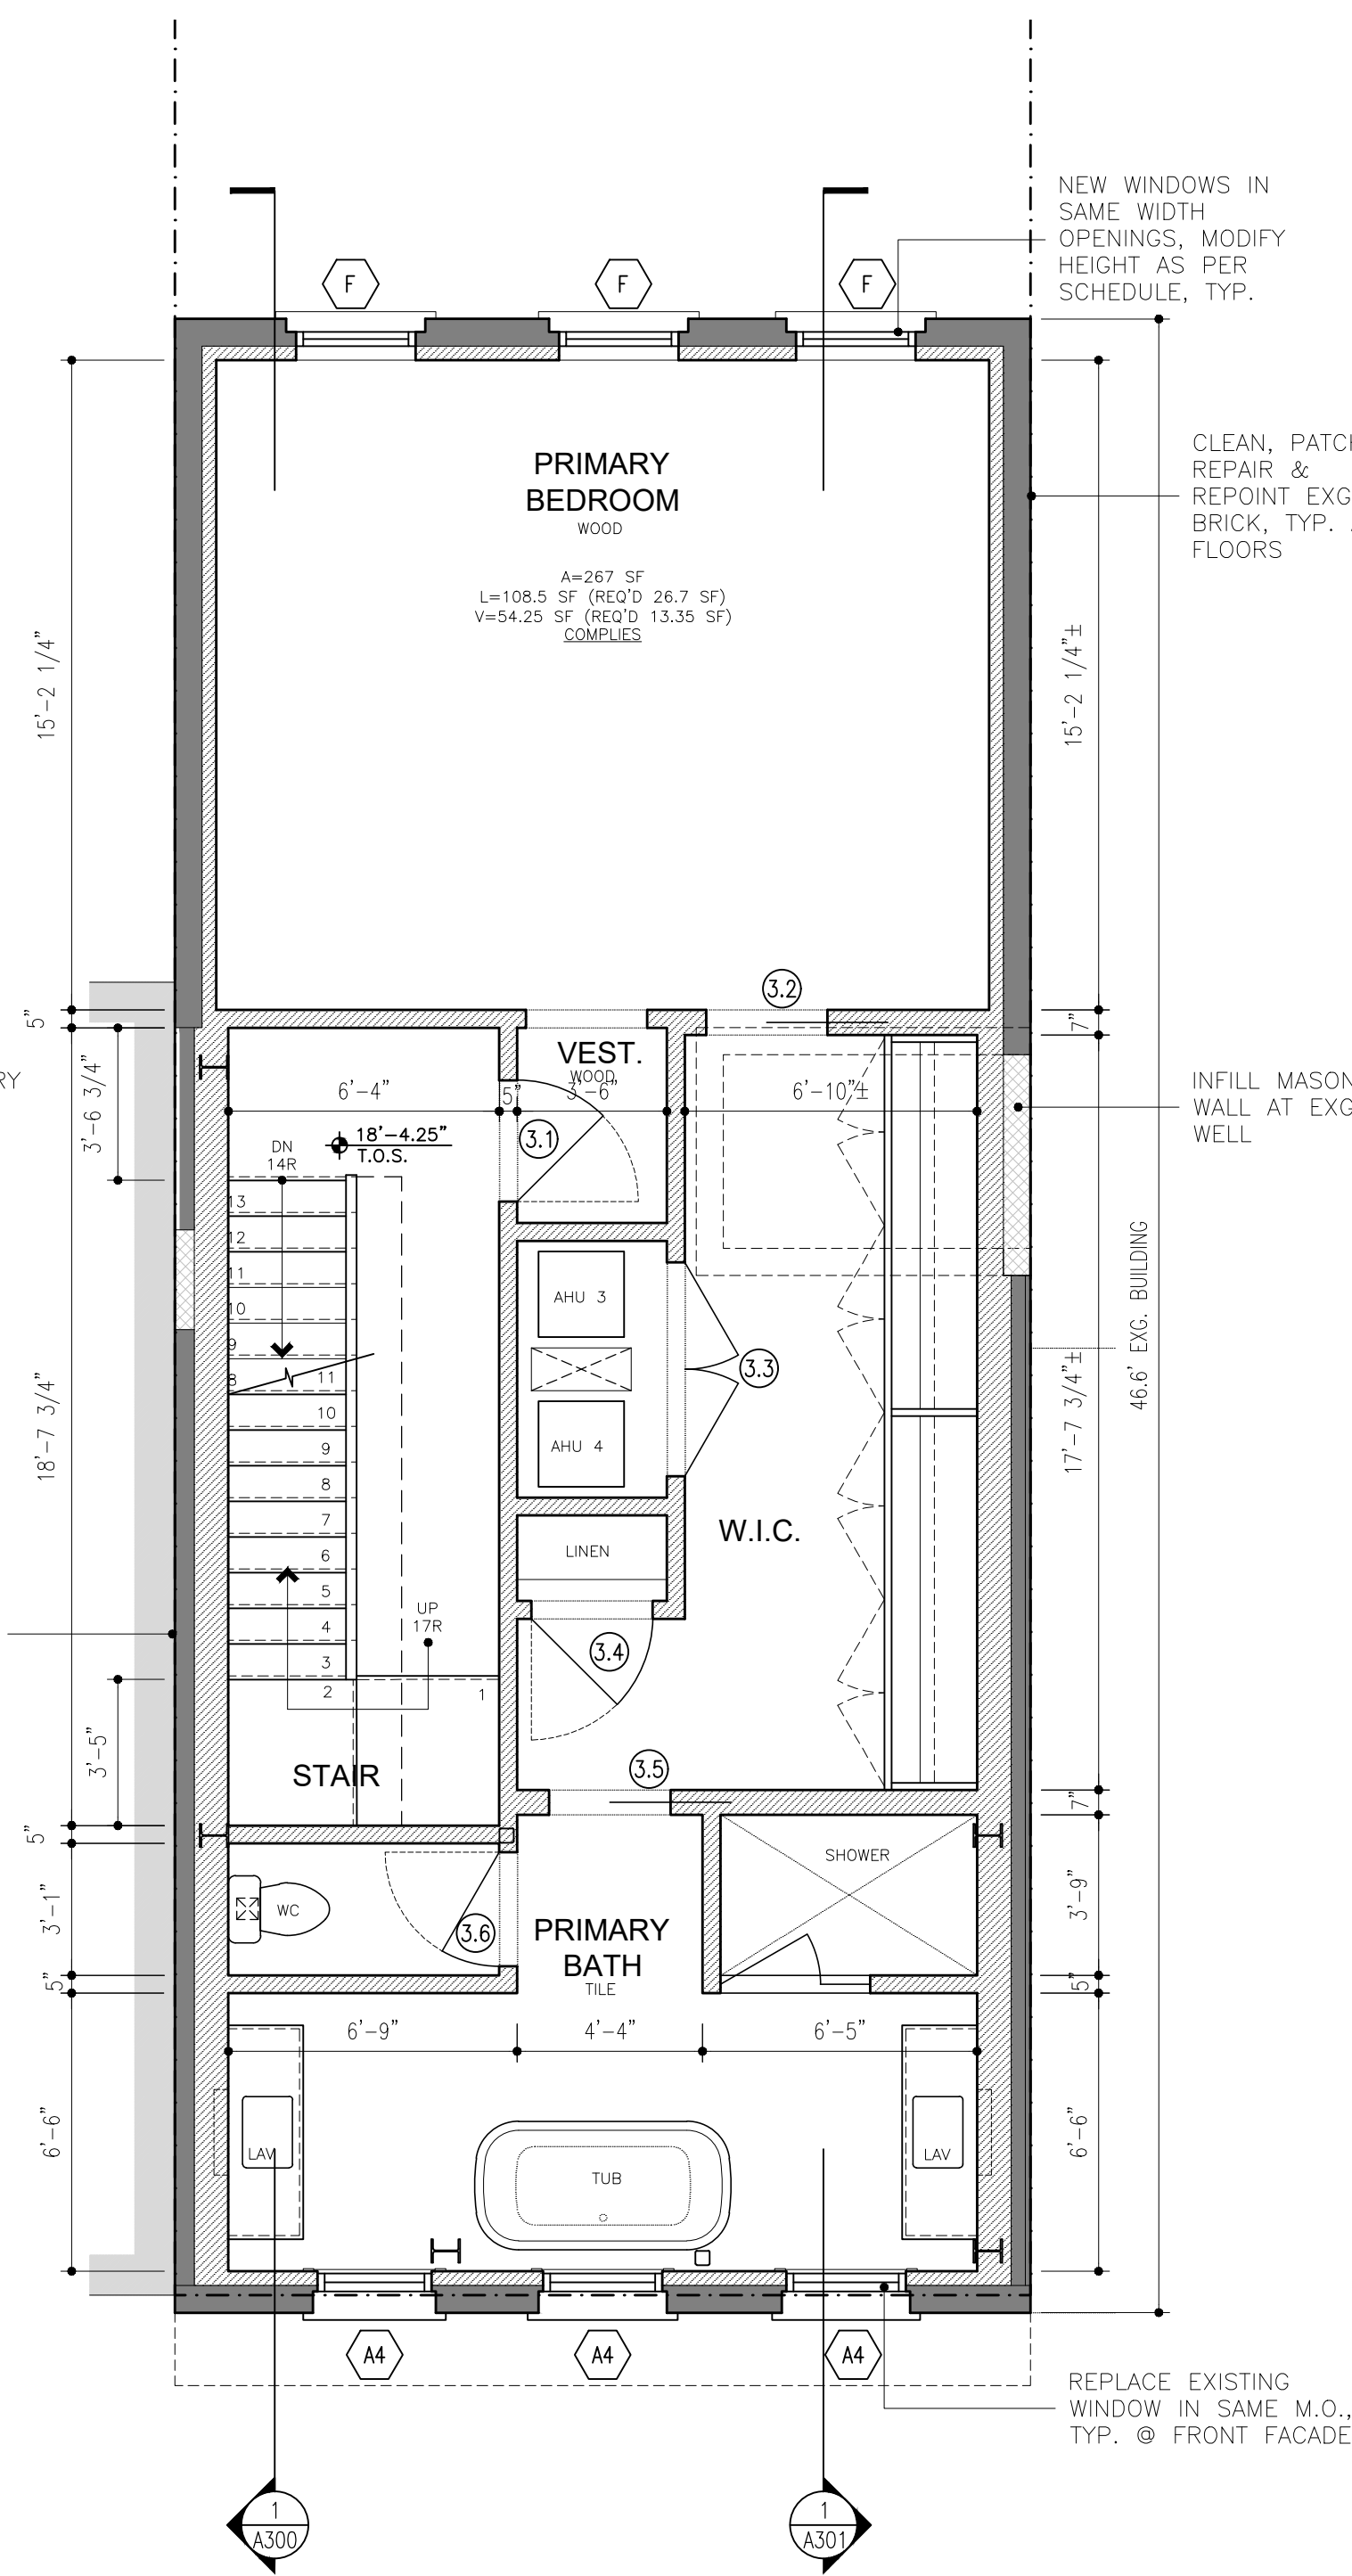 NEW WINDOWS IN
SAME WIDTH
OPENINGS, MODIFY
HEIGHT AS PER
SCHEDULE, TYP.
F
F
F
CLEAN, PATCH
REPAIR &
REPOINT EXG
BRICK, TYP.
FLOORS
PRIMARY
BEDROOM
WOOD
A=267 SF
L=108.5 SF (REQ'D 26.7 SF)
V=54.25 SF (REQ'D 13.35 SF)
COMPLIES
15'-2 1/4"
15'-2 1/4"±
3.2
5"
7"
VEST.
WOOD
RY
3'-6 3/4"
6'-4"
5"
3'-6"
6'-10"±
INFILL MASON
WALL AT EXG
WELL
DN
14R
18'-4.25"
T.O.S.
3.1
13
12
11
10
9
8
AHU 3
46.6' EXG. BUILDING
3.3
11
10
9
8
7
6
5
4
3
2
1
18'-7 3/4"
17'-7 3/4"±
AHU 4
W.I.C.
LINEN
UP
17R
3.4
3'-5"
STAIR
3.5
7"
5"
SHOWER
3'-1"
WC
3.6
PRIMARY
BATH
TILE
3'-9"
5"
5"
6'-9"
4'-4"
6'-5"
6'-6"
6'-6"
LAV
TUB
LAV
A4
A4
A4
REPLACE EXISTING
WINDOW IN SAME M.O.,
TYP. @ FRONT FACADE
1
A300
1
A301